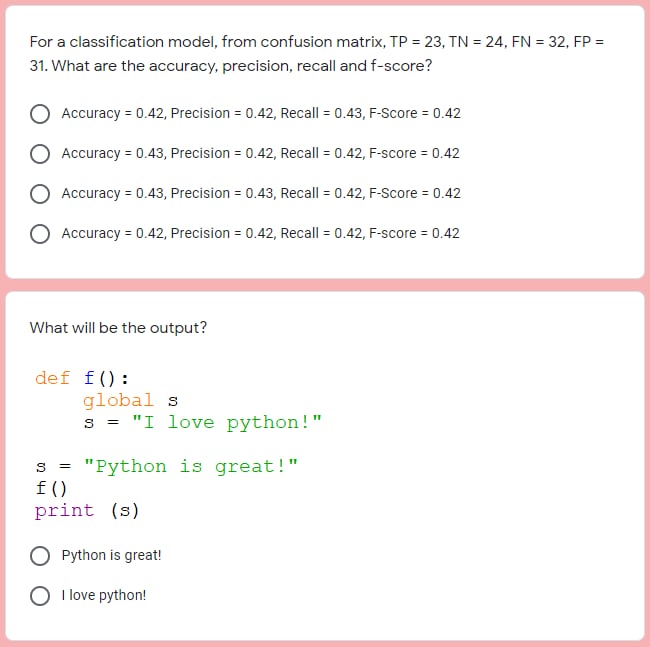 For a classification model, from confusion matrix, TP = 23, TN = 24, FN = 32, FP =
31. What are the accuracy, precision, recall and f-score?
Accuracy = 0.42, Precision = 0.42, Recall = 0.43, F-Score = 0.42
Accuracy = 0.43, Precision = 0.42, Recall = 0.42, F-score = 0.42
Accuracy = 0.43, Precision = 0.43, Recall = 0.42, F-Score = 0.42
Accuracy = 0.42, Precision = 0.42, Recall = 0.42, F-score = 0.42
What will be the output?
def f():
    global s
    s = "I love python!"
s = "Python is great!"
f()
print (s)
Python is great!
I love python!